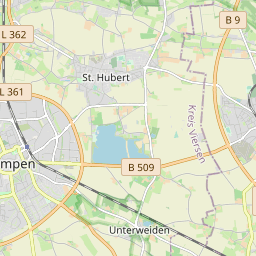 B 9
L 362
St. Hubert
L 361
Kreis Viersen
mpen
B 509
Unterweiden